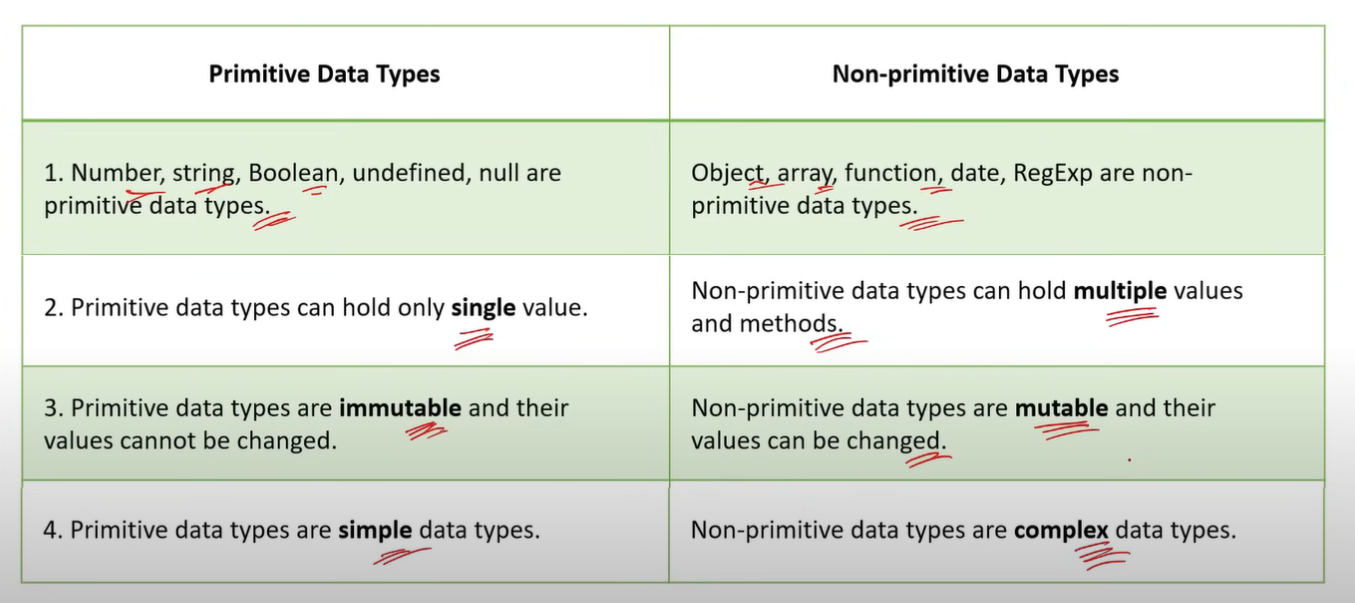 Primitive Data Types
Non-primitive Data Types
1. Number, string, Boolean, undefined, null are
primitive data types.
Object, array, function, date, RegExp are non-
primitive data types.
2. Primitive data types can hold only single value.
Non-primitive data types can hold multiple values
and methods.
3. Primitive data types are immutable and their
values cannot be changed.
Non-primitive data types are mutable and their
values can be changed.
4. Primitive data types are simple data types.
Non-primitive data types are complex data types.